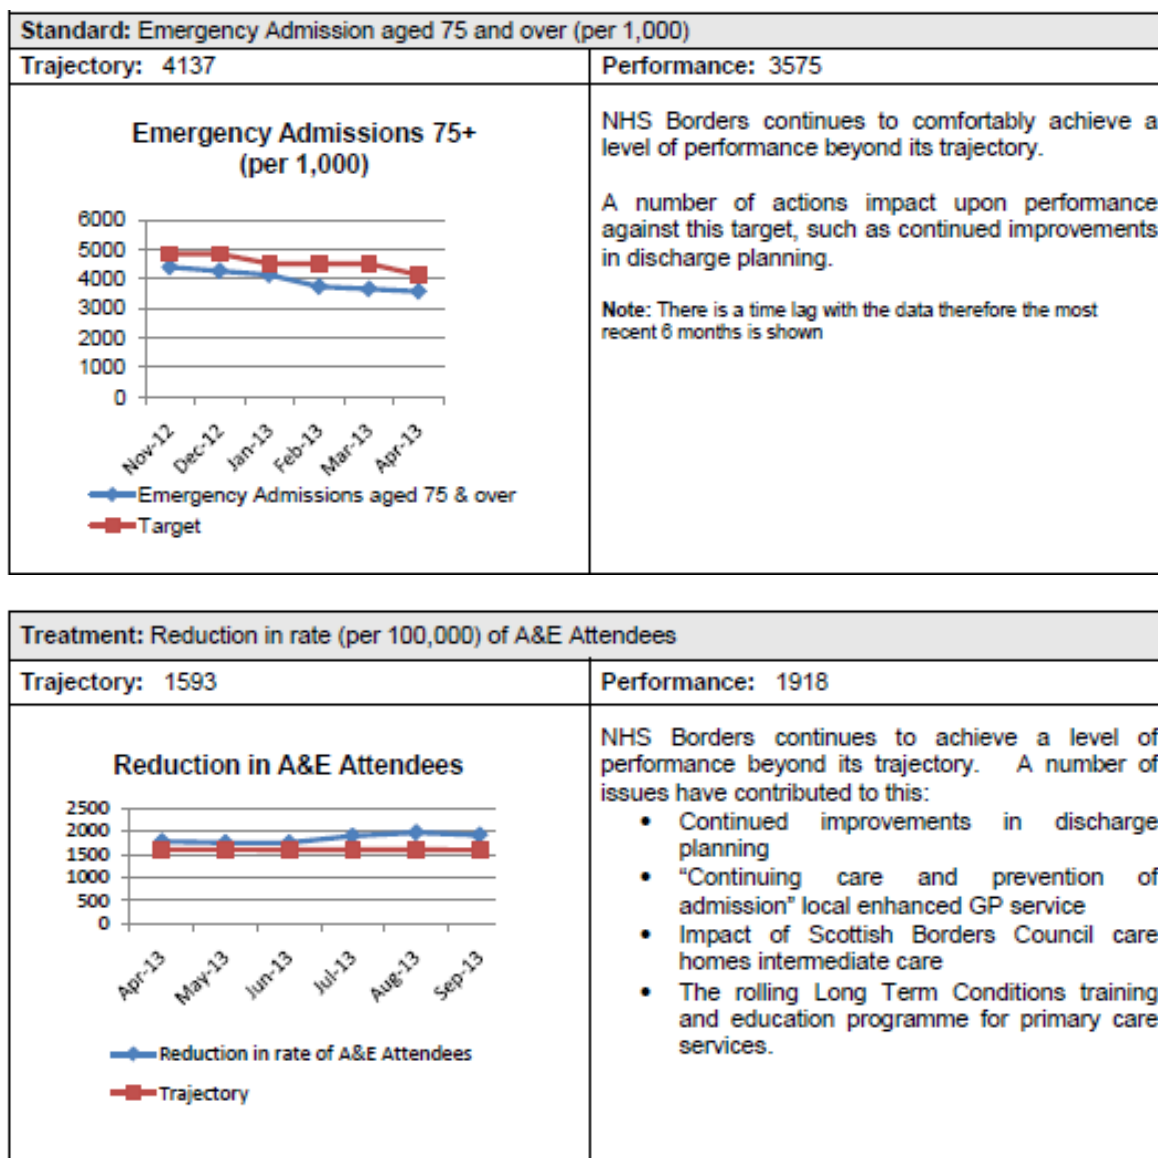 Standard: Emergency Admission aged 75 and over (per 1,000)
Trajectory: 4137
Performance: 3575
Emergency Admissions 75+
(per 1,000)
6000
5000
4000
3000
2000
1000
0
Nov-12
Dec-12
Jan-13
Feb-13
Mar-13
Apr-13
Emergency Admissions aged 75 & over
Target
NHS Borders continues to comfortably achieve a
level of performance beyond its trajectory.
A number of actions impact upon performance
against this target, such as continued improvements
in discharge planning.
Note: There is a time lag with the data therefore the most
recent 6 months is shown
Treatment: Reduction in rate (per 100,000) of A&E Attendees
Trajectory: 1593
Performance: 1918
Reduction in A&E Attendees
2500
2000
1500
1000
500
0
Apr-13
May-13
Jun-13
Jul-13
Aug-13
Sep-13
Reduction in rate of A&E Attendees
Trajectory
NHS Borders continues to achieve a level of
performance beyond its trajectory. A number of
issues have contributed to this:
• Continued improvements in discharge
planning
• "Continuing care and prevention of
admission" local enhanced GP service
• Impact of Scottish Borders Council care
homes intermediate care
• The rolling Long Term Conditions training
and education programme for primary care
services.